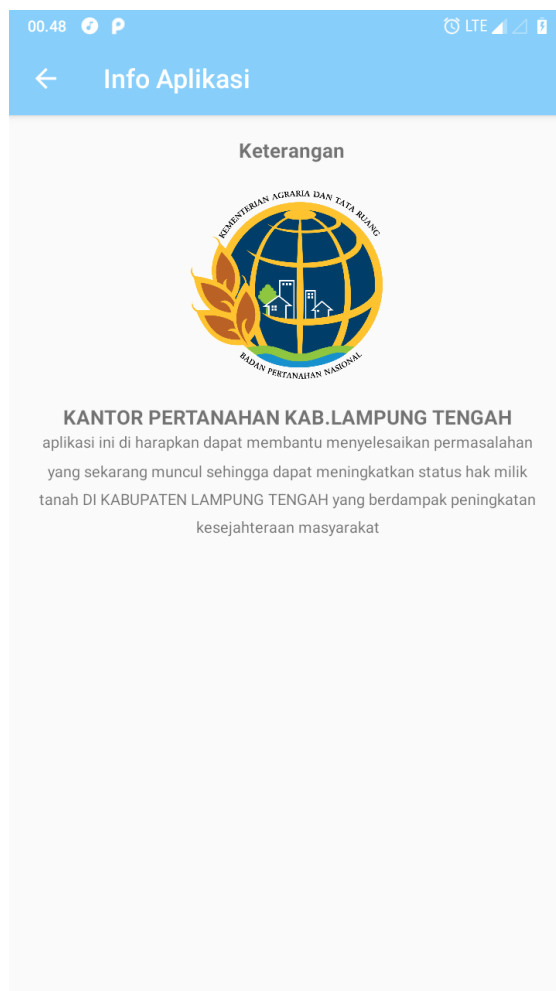 00.48
LTE
Info Aplikasi
Keterangan
KEMENTERIAN AGRARIA DAN TATA RUANG
BADAN PERTANAHAN NASIONAL
KANTOR PERTANAHAN KAB.LAMPUNG TENGAH
aplikasi ini di harapkan dapat membantu menyelesaikan permasalahan
yang sekarang muncul sehingga dapat meningkatkan status hak milik
tanah DI KABUPATEN LAMPUNG TENGAH yang berdampak peningkatan
kesejahteraan masyarakat